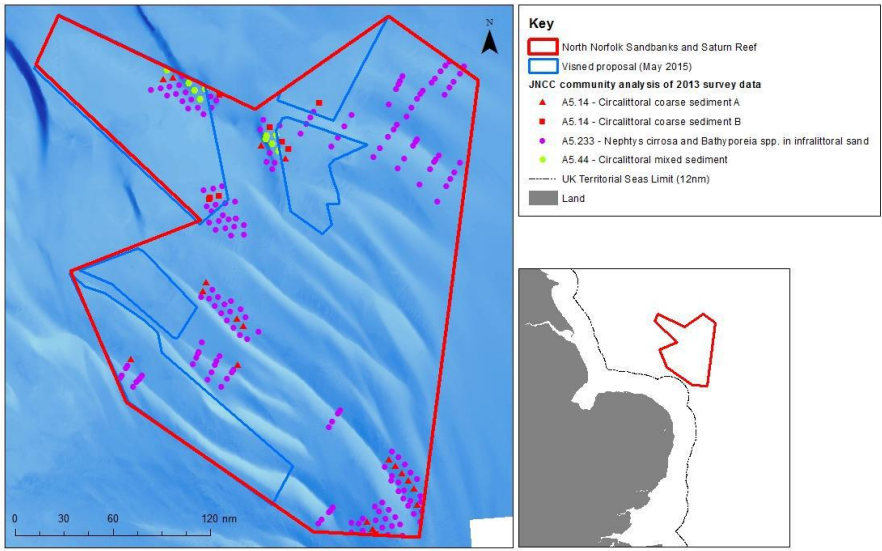 N
0 30 60 120 nm
Key
North Norfolk Sandbanks and Saturn Reef
Visned proposal (May 2015)
JNCC community analysis of 2013 survey data
A5.14 - Circalittoral coarse sediment A
A5.14 - Circalittoral coarse sediment B
A5.233 - Nephtys cirrosa and Bathyporeia spp. in infralittoral sand
A5.44 - Circalittoral mixed sediment
UK Territorial Seas Limit (12nm)
Land